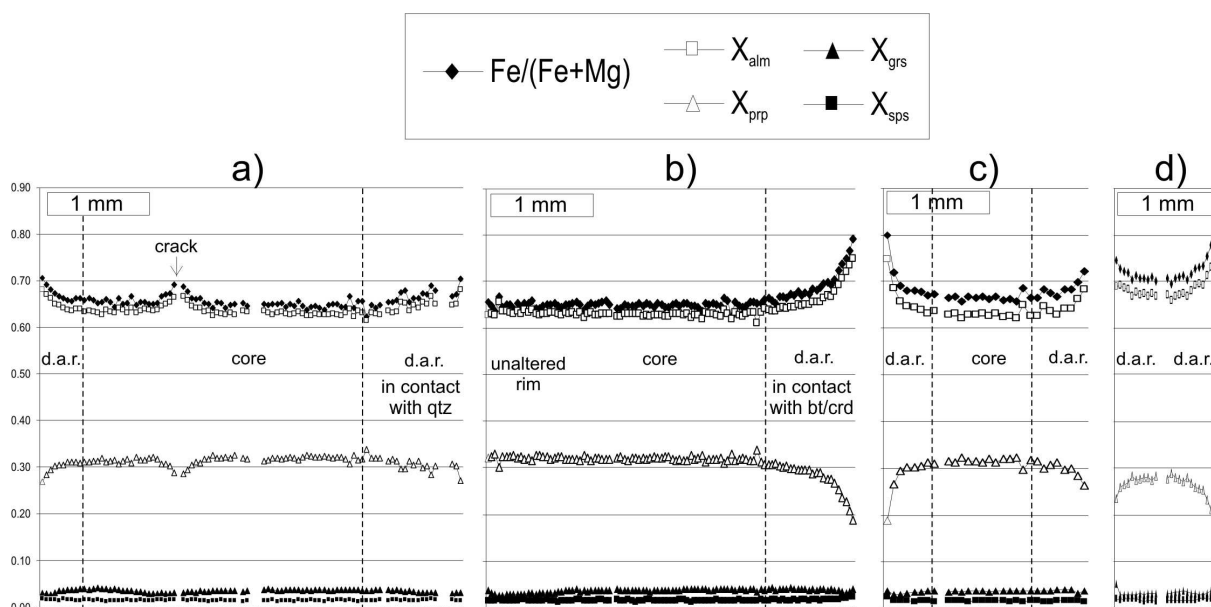 Fe/(Fe+Mg)
Xalm
Xgrs
Xprp
Xsps
a)
b)
c)
d)
0.90
1 mm
1 mm
1 mm
1 mm
0.80
crack
0.70
0.60
d.a.r.
core
d.a.r.
in contact
with qtz
unaltered
rim
core
d.a.r.
in contact
with bt/crd
d.a.r.
core
d.a.r.
d.a.r.
d.a.r.
0.50
0.40
0.30
0.20
0.10
0.00